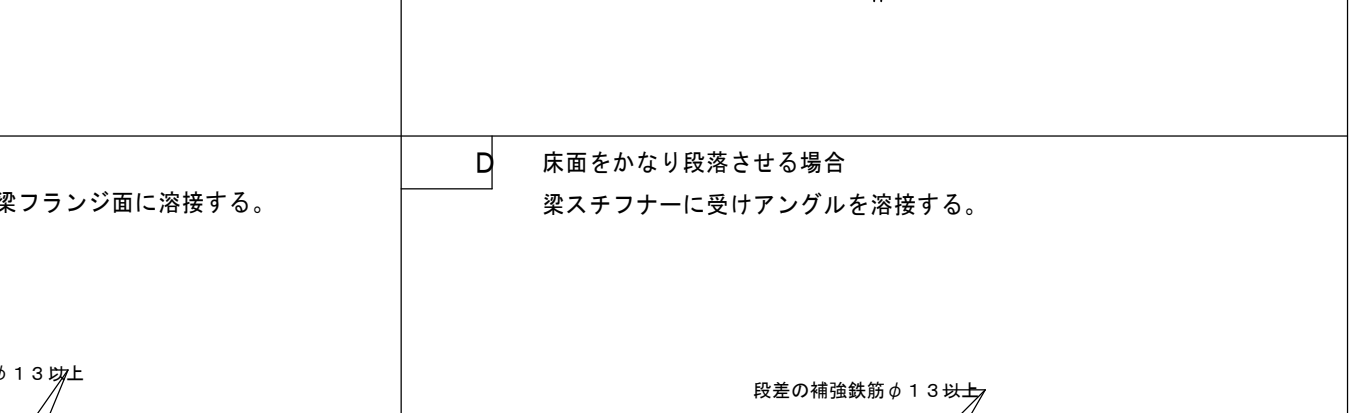 D
床面をかなり段落させる場合
梁スチフナーに受けアングルを溶接する。
梁フランジ面に溶接する。
φ１３以上
段差の補強鉄筋φ１３以上